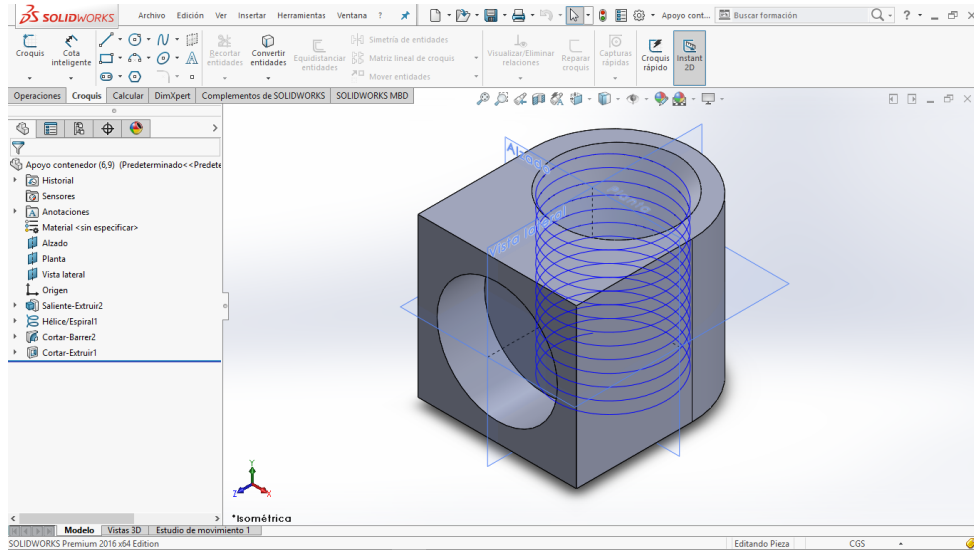 SOLIDWORKS Archivo Edición Ver Insertar Herramientas Ventana ? Apoyo cont... Buscar formación ?
Croquis Cota inteligente Recortar entidades Convertir entidades Equidistanciar entidades Simetría de entidades Visualizar/Eliminar relaciones Reparar croquis Capturas rápidas Croquis rápido Instant 2D
Matriz lineal de croquis
Mover entidades
Operaciones Croquis Calcular DimXpert Complementos de SOLIDWORKS SOLIDWORKS MBD
Apoyo contenedor (6,9) (Predeterminado<<Predete
Historial
Sensores
Anotaciones
Material <sin especificar>
Alzado
Planta
Vista lateral
Origen
Saliente-Extruir2
Hélice/Espiral1
Cortar-Barrer2
Cortar-Extruir1
Alzado
Planta
Vista lateral
Y
Z
X
*Isométrica
Modelo Vistas 3D Estudio de movimiento 1
SOLIDWORKS Premium 2016 x64 Edition Editando Pieza CGS